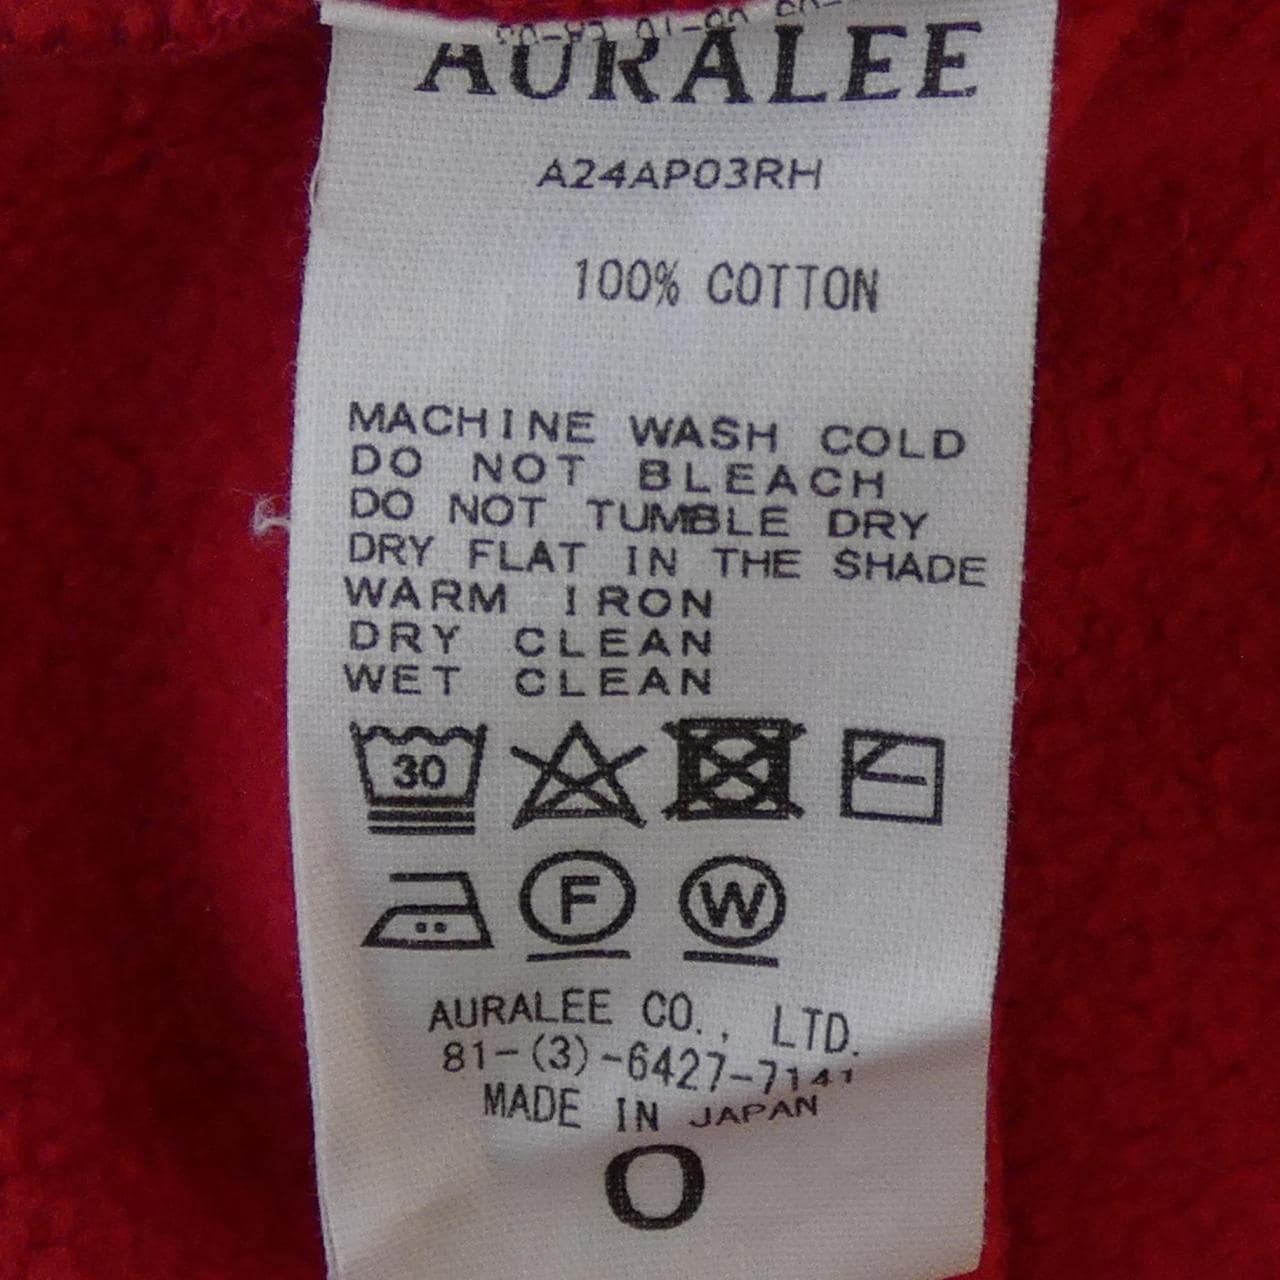 AURALEE
A24AP03RH
100% COTTON
MACHINE WASH COLD
DO NOT BLEACH
DO NOT TUMBLE DRY
DRY FLAT IN THE SHADE
WARM IRON
DRY CLEAN
WET CLEAN
30
F W
AURALEE CO., LTD.
81-(3)-6427-7141
MADE IN JAPAN
O